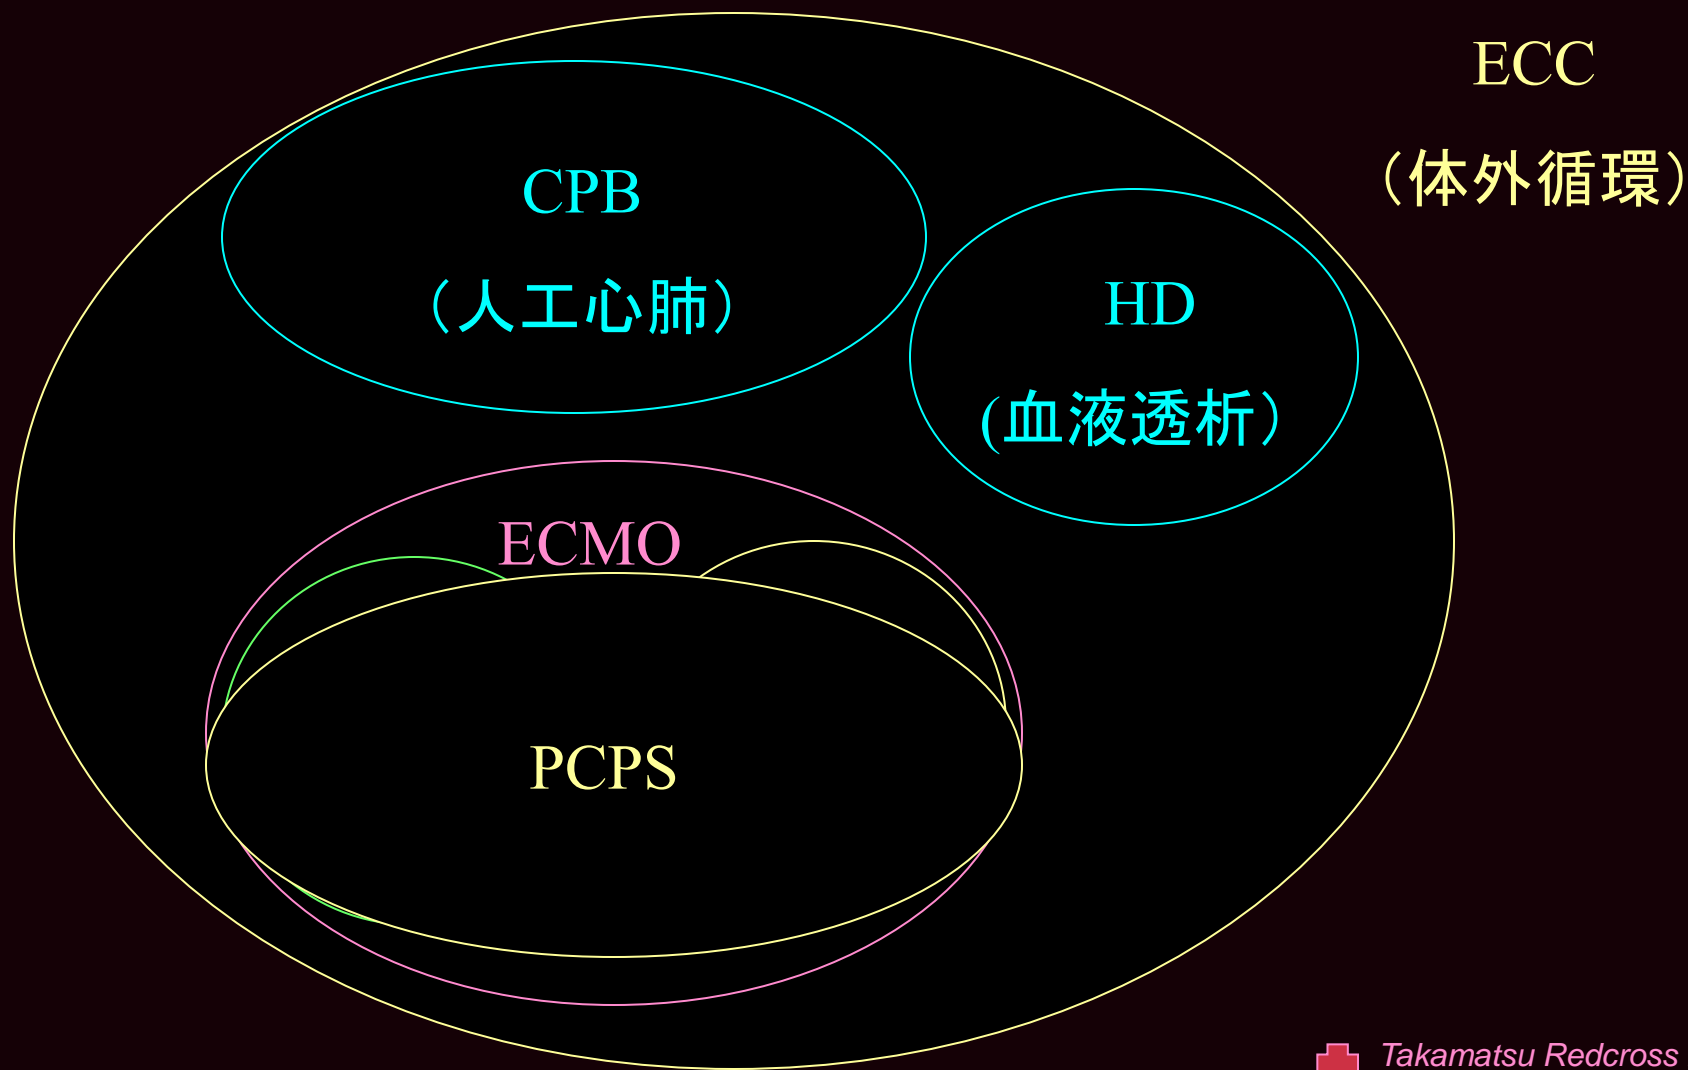 ECC
（体外循環）
CPB
（人工心肺）
HD
(血液透析）
ECMO
PCPS
Takamatsu Redcross